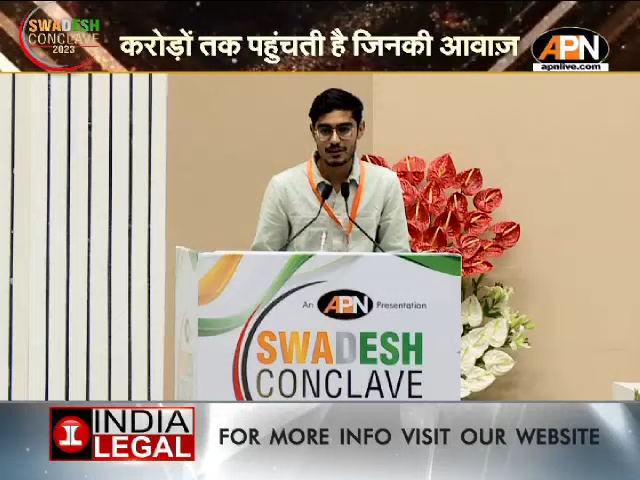 SWADESH
CONCLAVE
2023
करोड़ों तक पहुंचती है जिनकी आवाज़
APN
apnlive.com
An APN Presentation
SWADESH
CONCLAVE
INDIA
LEGAL
FOR MORE INFO VISIT OUR WEBSITE